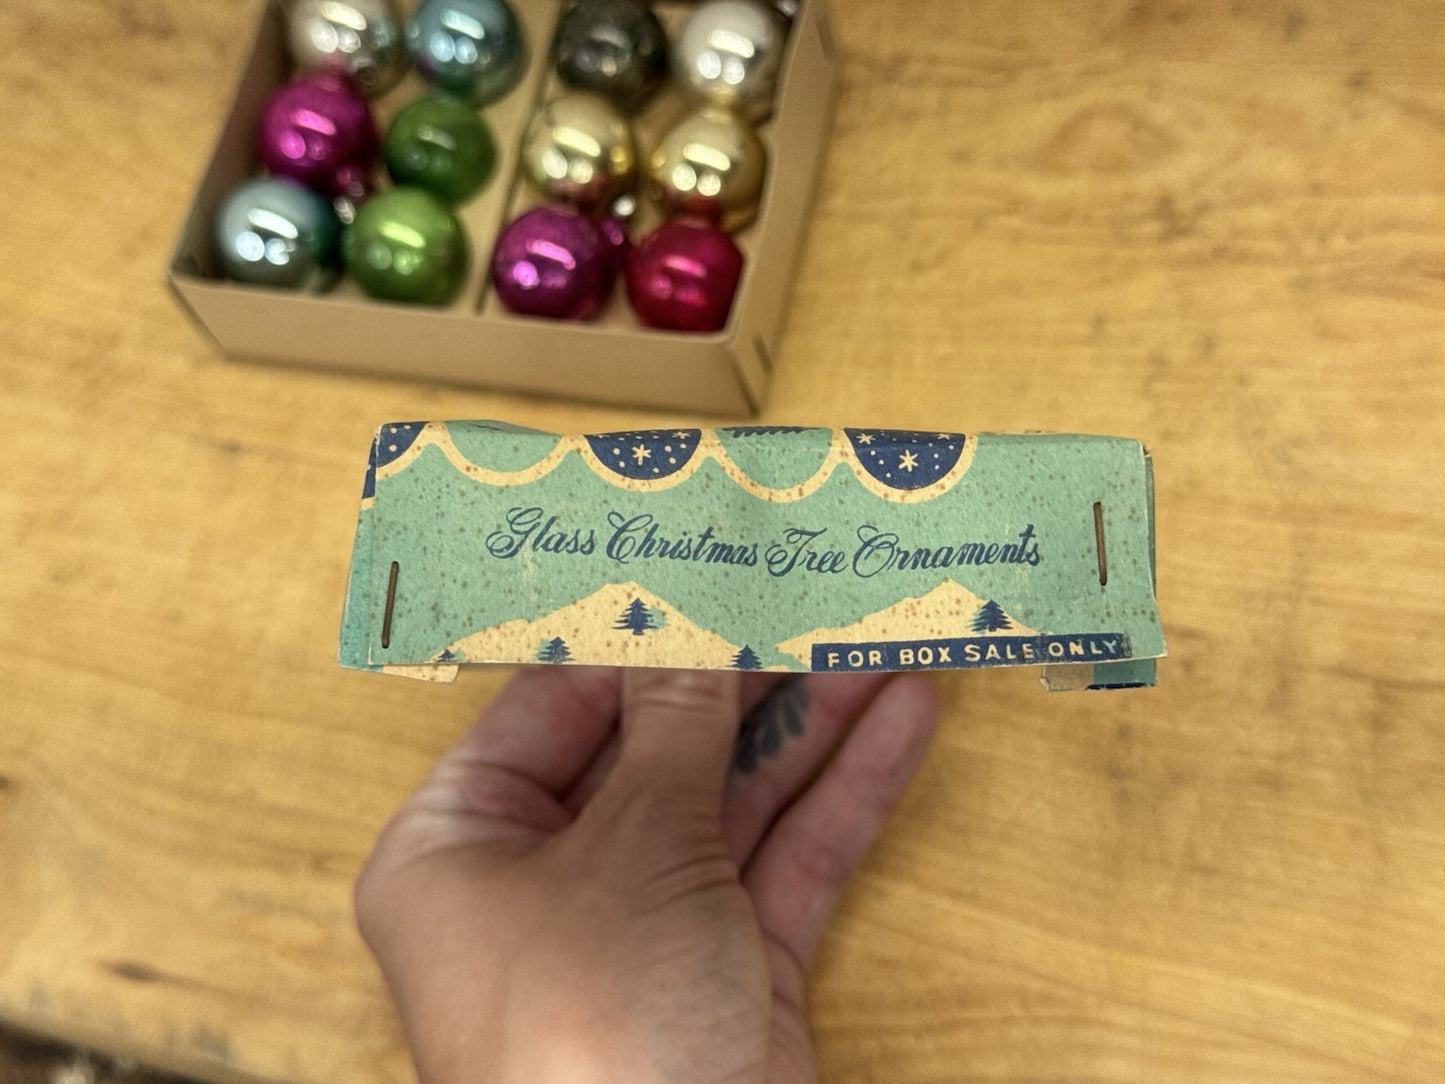 Glass Christmas Tree Ornaments
FOR BOX SALE ONLY